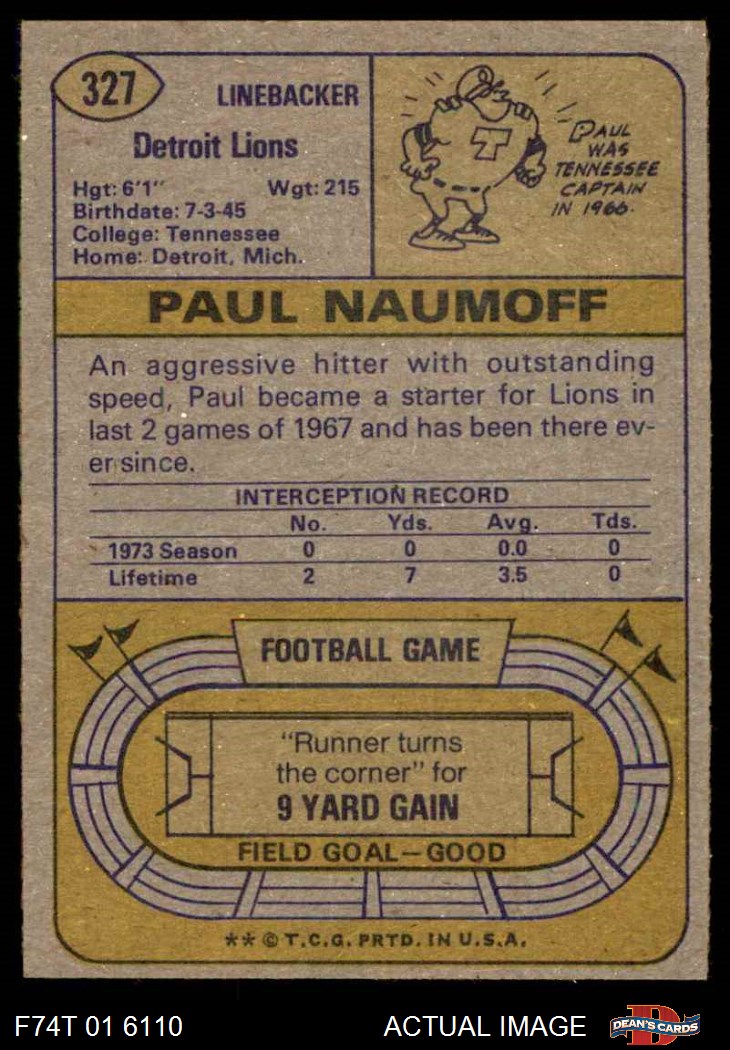 327
LINEBACKER
Detroit Lions
Hgt: 6'1" Wgt: 215
Birthdate: 7-3-45
College: Tennessee
Home: Detroit, Mich.
T
PAUL
WAS
TENNESSEE
CAPTAIN
IN 1966.
PAUL NAUMOFF
An aggressive hitter with outstanding
speed, Paul became a starter for Lions in
last 2 games of 1967 and has been there ev-
er since.
INTERCEPTION RECORD
No. Yds. Avg. Tds.
1973 Season 0 0 0.0 0
Lifetime 2 7 3.5 0
FOOTBALL GAME
"Runner turns
the corner" for
9 YARD GAIN
FIELD GOAL—GOOD
** © T.C.G. PRTD. IN U.S.A.
F74T 01 6110 ACTUAL IMAGE
D
DEAN'S CARDS